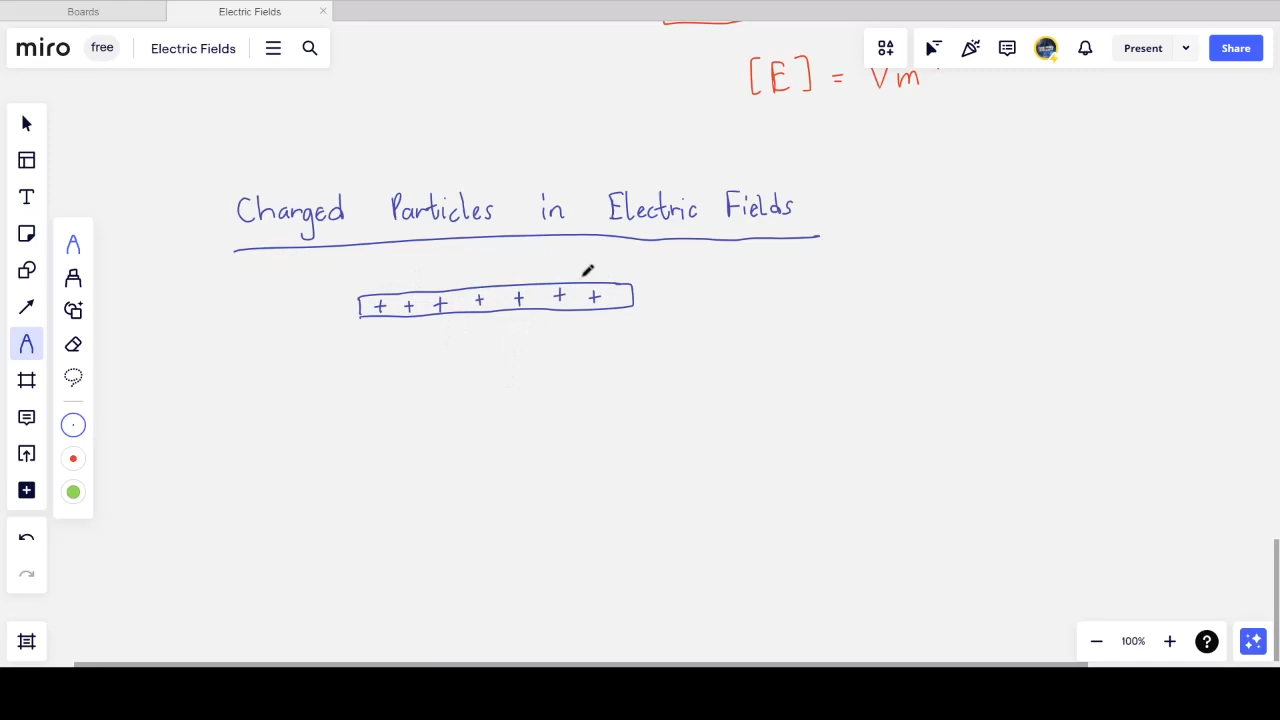 Boards
Electric Fields
miro free Electric Fields
Present
Share
[E] = Vm
Charged Particles in Electric Fields
+ + + + + + +
100%